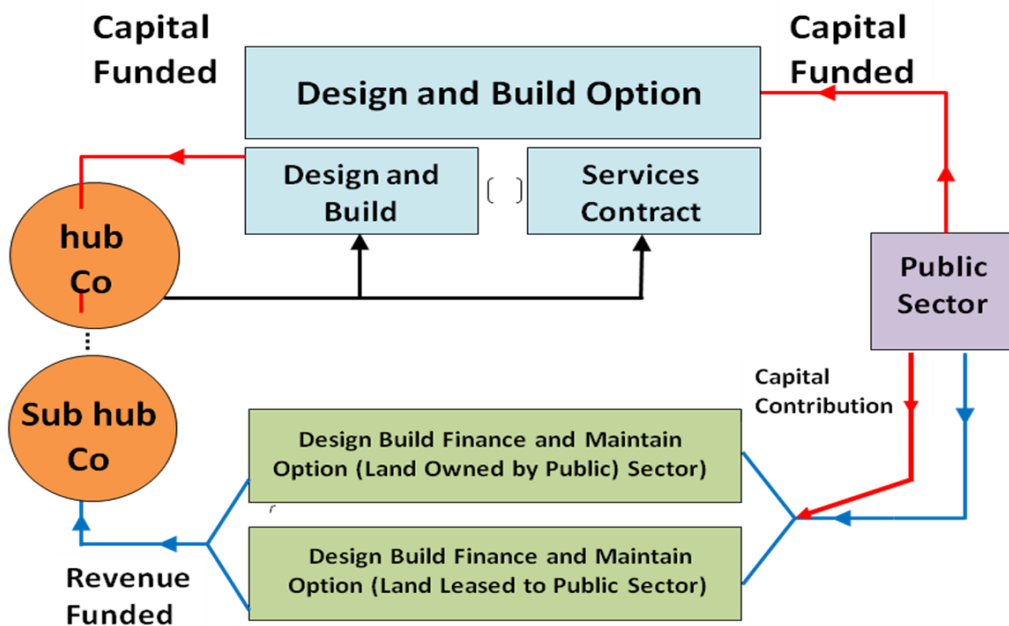 Capital
Funded
Capital
Funded
Design and Build Option
Design and
Build
( )
Services
Contract
hub
Co
Public
Sector
Sub hub
Co
Capital
Contribution
Design Build Finance and Maintain
Option (Land Owned by Public) Sector)
r
Design Build Finance and Maintain
Option (Land Leased to Public Sector)
Revenue
Funded